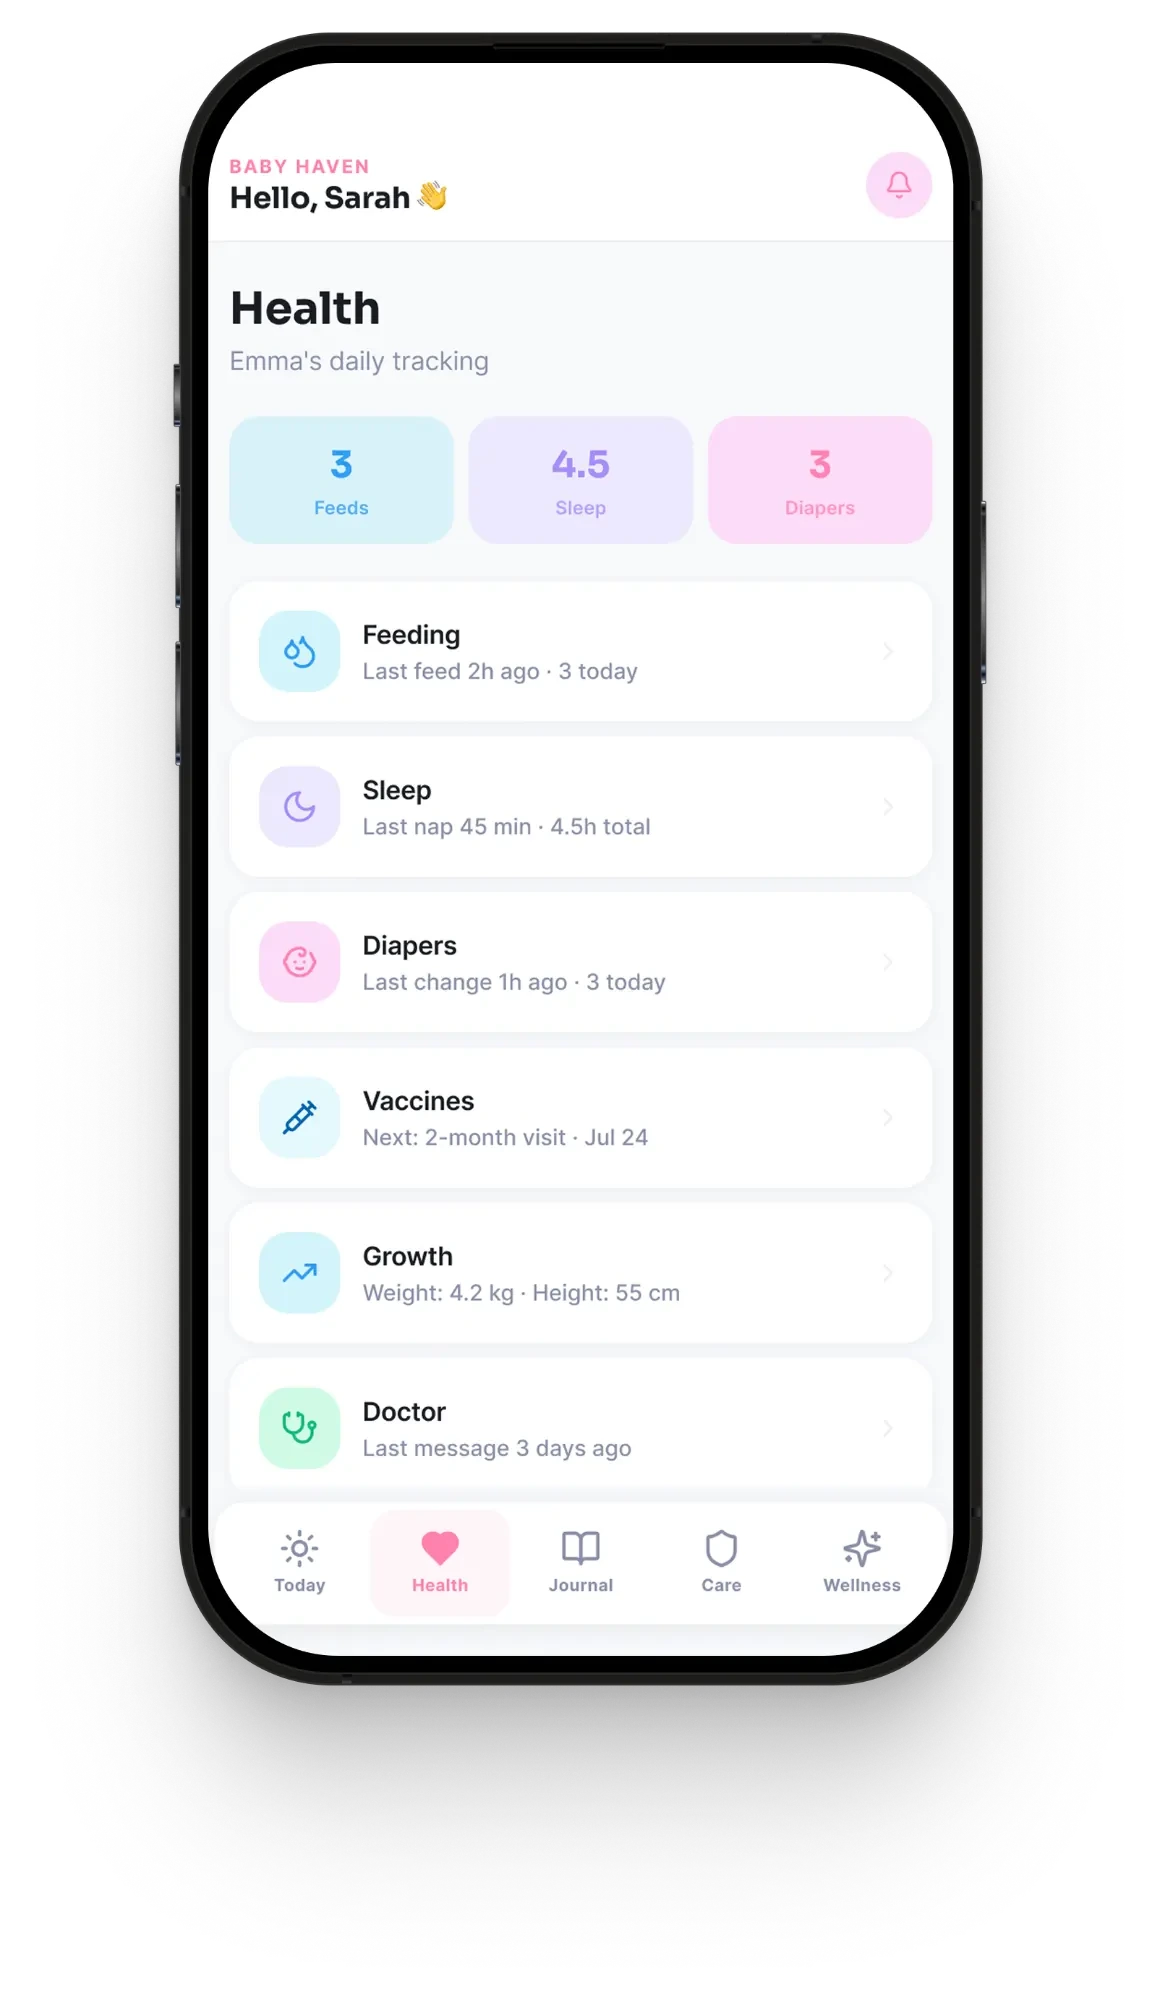 BABY HAVEN
Hello, Sarah 👋
Health
Emma's daily tracking
3
Feeds
4.5
Sleep
3
Diapers
Feeding
Last feed 2h ago · 3 today
Sleep
Last nap 45 min · 4.5h total
Diapers
Last change 1h ago · 3 today
Vaccines
Next: 2-month visit · Jul 24
Growth
Weight: 4.2 kg · Height: 55 cm
Doctor
Last message 3 days ago
Today
Health
Journal
Care
Wellness